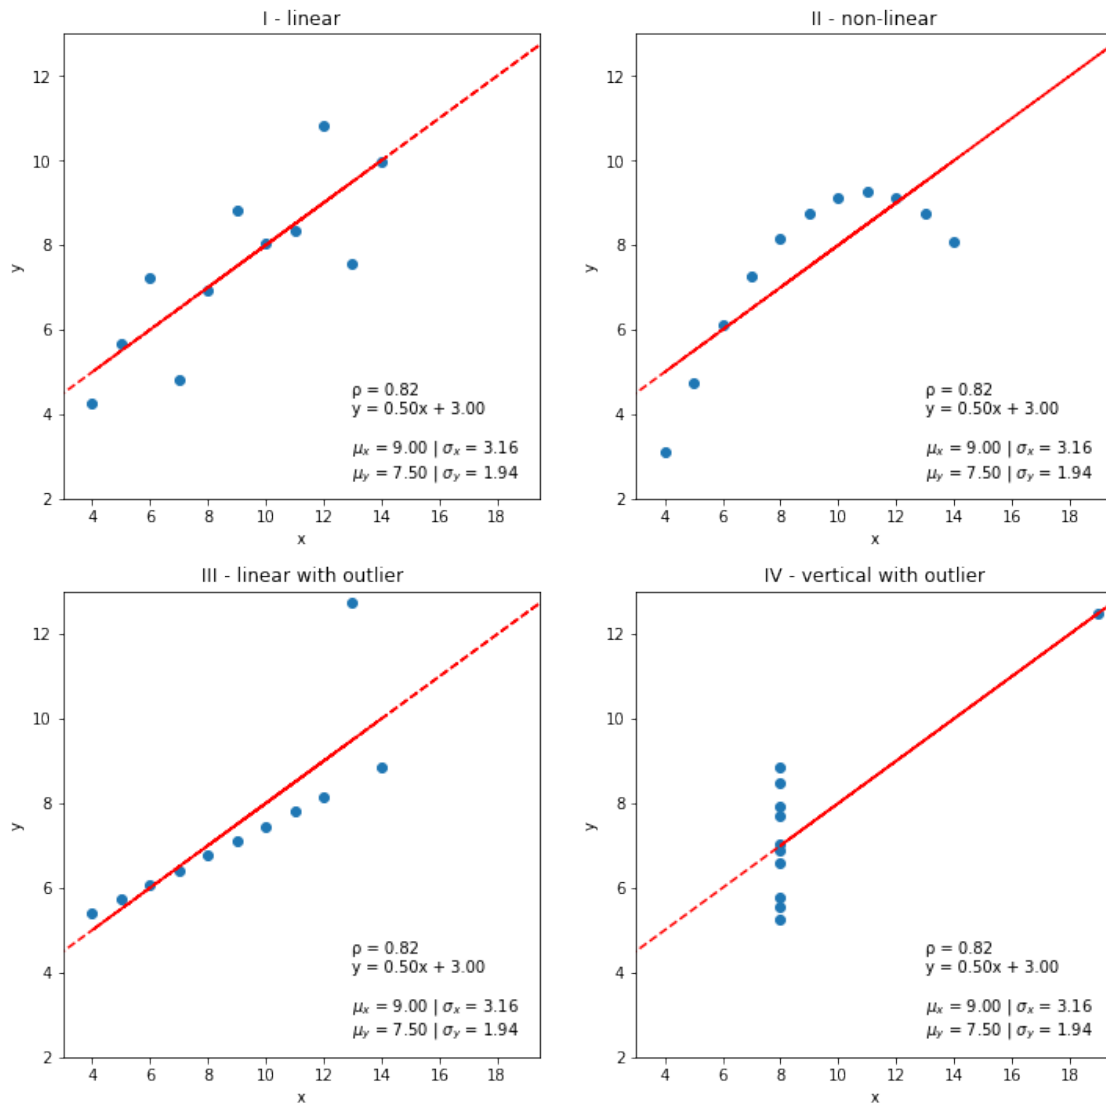 I - linear
12
10
8
6
4
2
y
ρ = 0.82
y = 0.50x + 3.00
μx = 9.00 | σx = 3.16
μy = 7.50 | σy = 1.94
4 6 8 10 12 14 16 18
x
II - non-linear
12
10
8
6
4
2
y
ρ = 0.82
y = 0.50x + 3.00
μx = 9.00 | σx = 3.16
μy = 7.50 | σy = 1.94
4 6 8 10 12 14 16 18
x
III - linear with outlier
12
10
8
6
4
2
y
ρ = 0.82
y = 0.50x + 3.00
μx = 9.00 | σx = 3.16
μy = 7.50 | σy = 1.94
4 6 8 10 12 14 16 18
x
IV - vertical with outlier
12
10
8
6
4
2
y
ρ = 0.82
y = 0.50x + 3.00
μx = 9.00 | σx = 3.16
μy = 7.50 | σy = 1.94
4 6 8 10 12 14 16 18
x